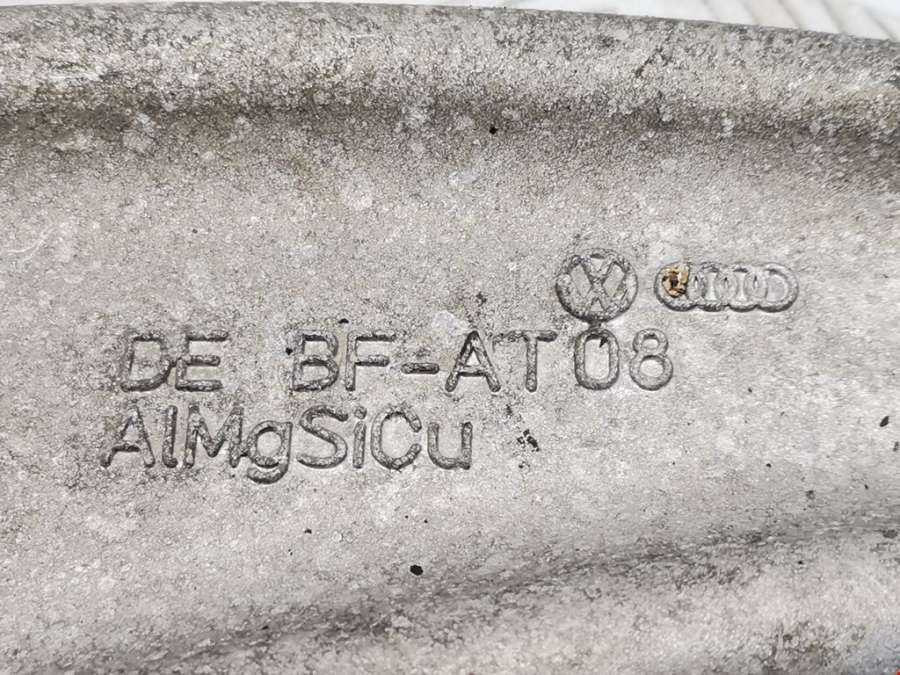 DE BF-AT08
AlMgSiCu